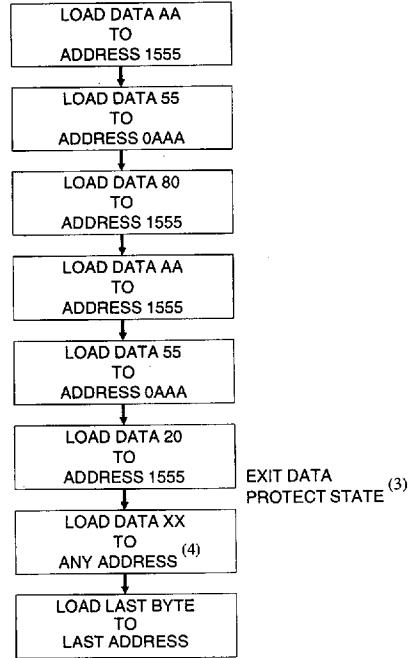 LOAD DATA AA
TO
ADDRESS 1555
LOAD DATA 55
TO
ADDRESS 0AAA
LOAD DATA 80
TO
ADDRESS 1555
LOAD DATA AA
TO
ADDRESS 1555
LOAD DATA 55
TO
ADDRESS 0AAA
LOAD DATA 20
TO
ADDRESS 1555
EXIT DATA
PROTECT STATE (3)
LOAD DATA XX
TO
ANY ADDRESS (4)
LOAD LAST BYTE
TO
LAST ADDRESS